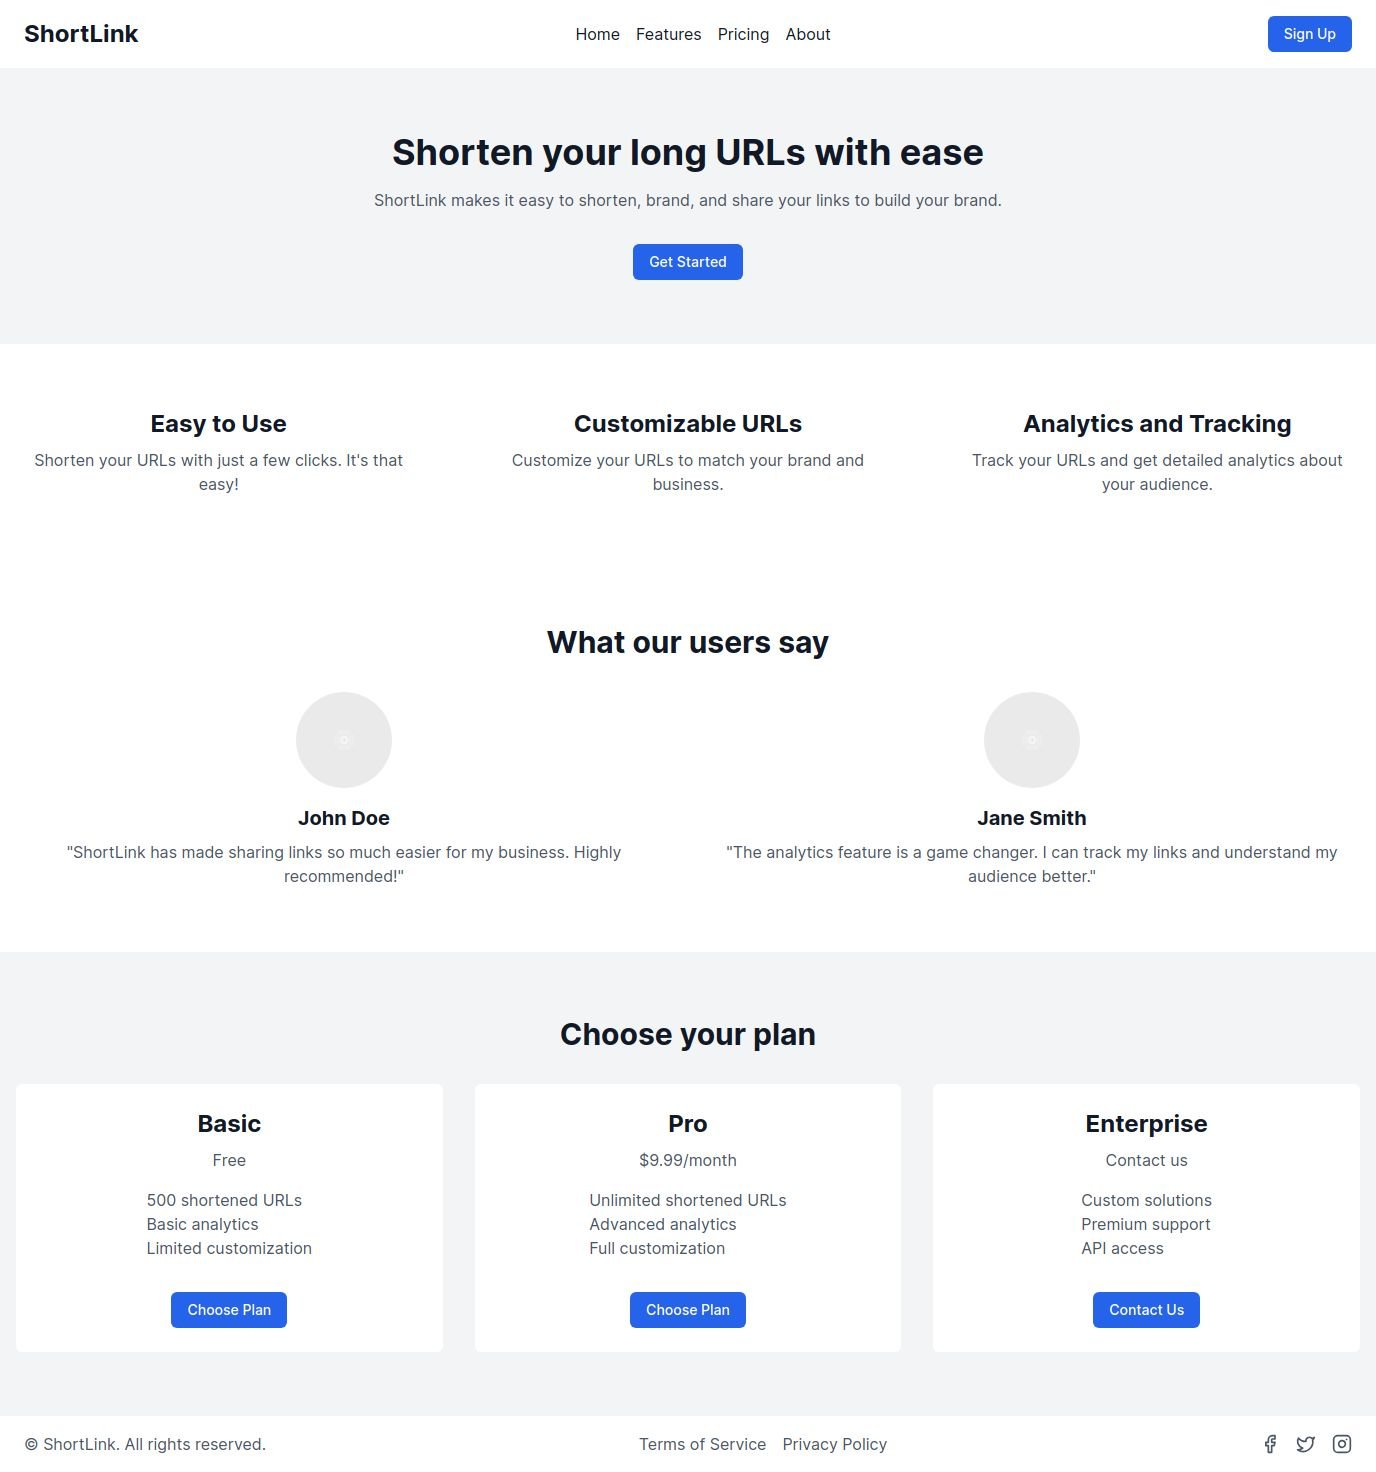 ShortLink
Home Features Pricing About
Sign Up
Shorten your long URLs with ease
ShortLink makes it easy to shorten, brand, and share your links to build your brand.
Get Started
Easy to Use
Shorten your URLs with just a few clicks. It's that
easy!
Customizable URLs
Customize your URLs to match your brand and
business.
Analytics and Tracking
Track your URLs and get detailed analytics about
your audience.
What our users say
John Doe
"ShortLink has made sharing links so much easier for my business. Highly
recommended!"
Jane Smith
"The analytics feature is a game changer. I can track my links and understand my
audience better."
Choose your plan
Basic
Free
500 shortened URLs
Basic analytics
Limited customization
Choose Plan
Pro
$9.99/month
Unlimited shortened URLs
Advanced analytics
Full customization
Choose Plan
Enterprise
Contact us
Custom solutions
Premium support
API access
Contact Us
© ShortLink. All rights reserved.
Terms of Service Privacy Policy